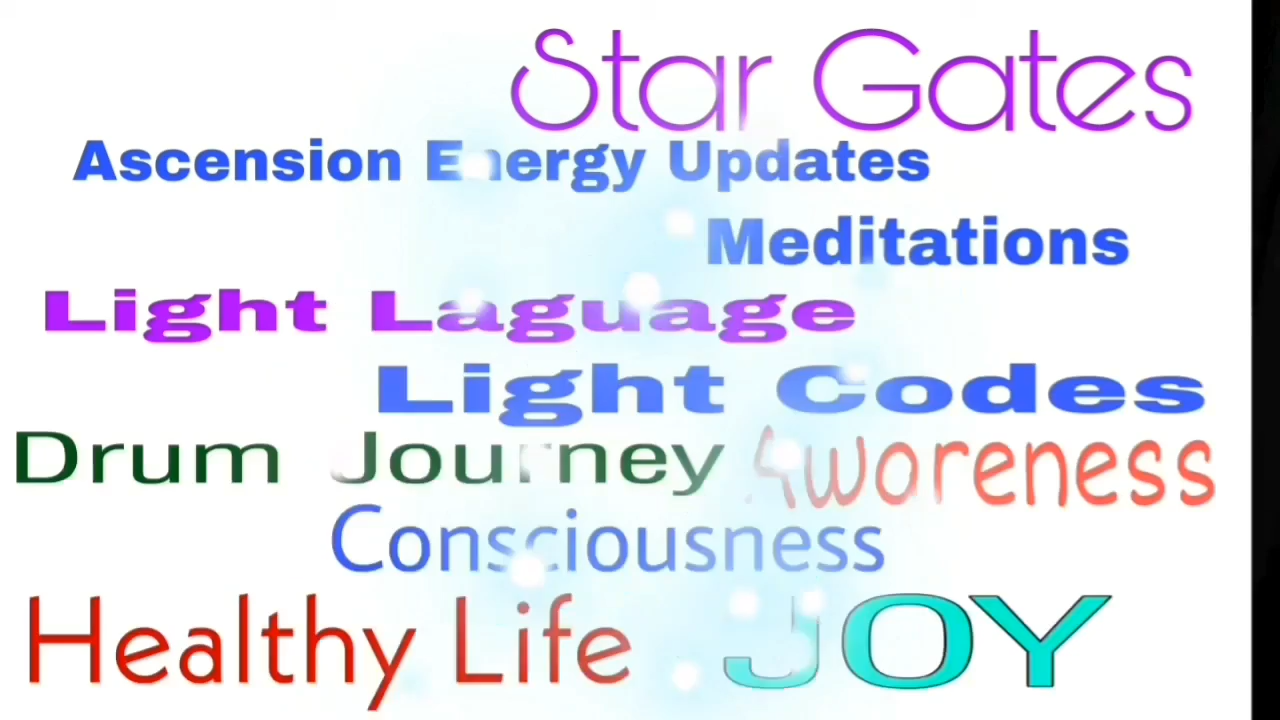 Star Gates
Ascension Energy Updates
Meditations
Light Laguage
Light Codes
Drum Journey Awareness
Consciousness
Healthy Life JOY